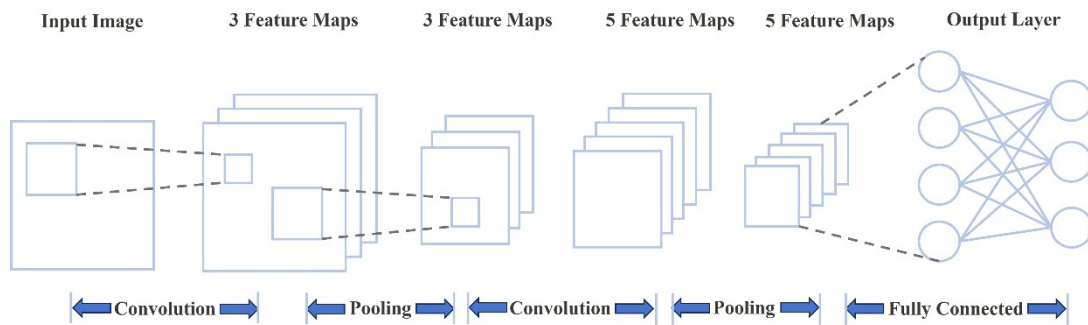 Input Image
3 Feature Maps
3 Feature Maps
5 Feature Maps
5 Feature Maps
Output Layer
Convolution
Pooling
Convolution
Pooling
Fully Connected